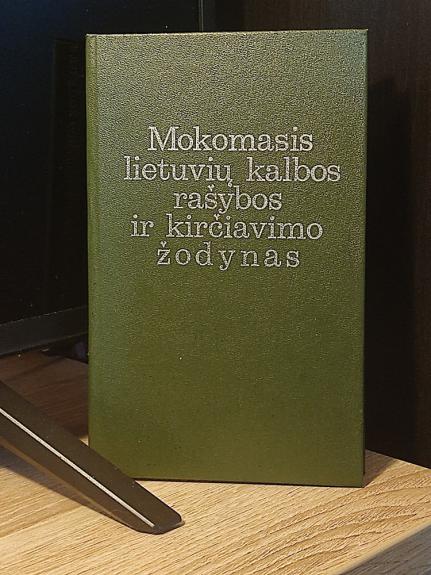 Mokomasis
lietuvių kalbos
rašybos
ir kirčiavimo
žodynas